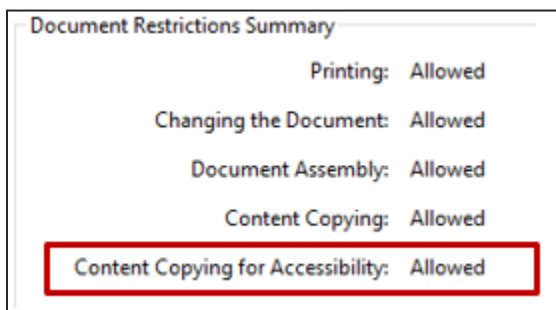 Document Restrictions Summary
Printing: Allowed
Changing the Document: Allowed
Document Assembly: Allowed
Content Copying: Allowed
Content Copying for Accessibility: Allowed